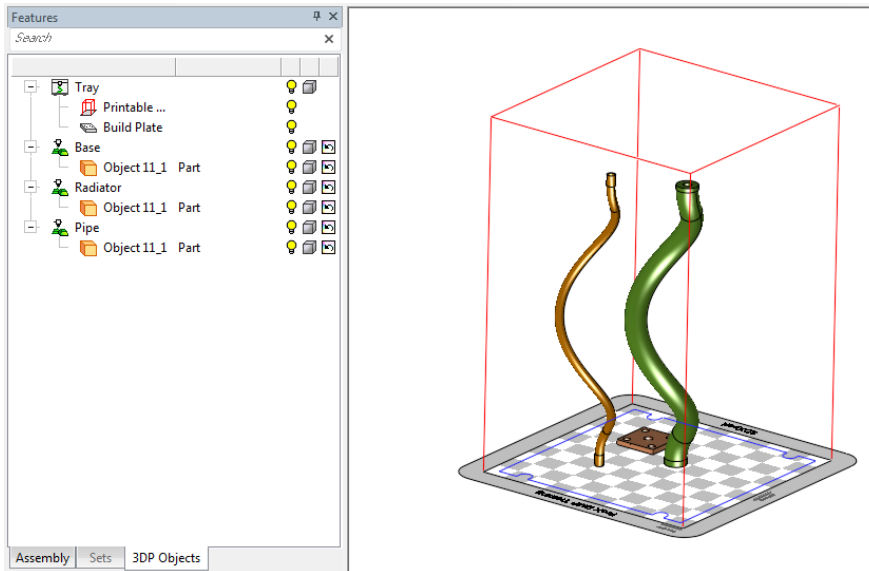 Features
Search
Tray
Printable ...
Build Plate
Base
Object 11_1 Part
Radiator
Object 11_1 Part
Pipe
Object 11_1 Part
Assembly Sets 3DP Objects